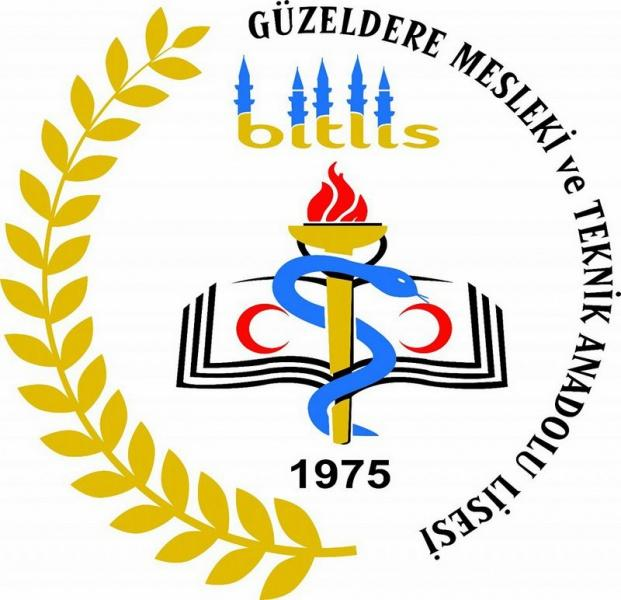 GÜZELDERE MESLEKİ ve TEKNİK ANADOLU LİSESİ
bitlis
1975